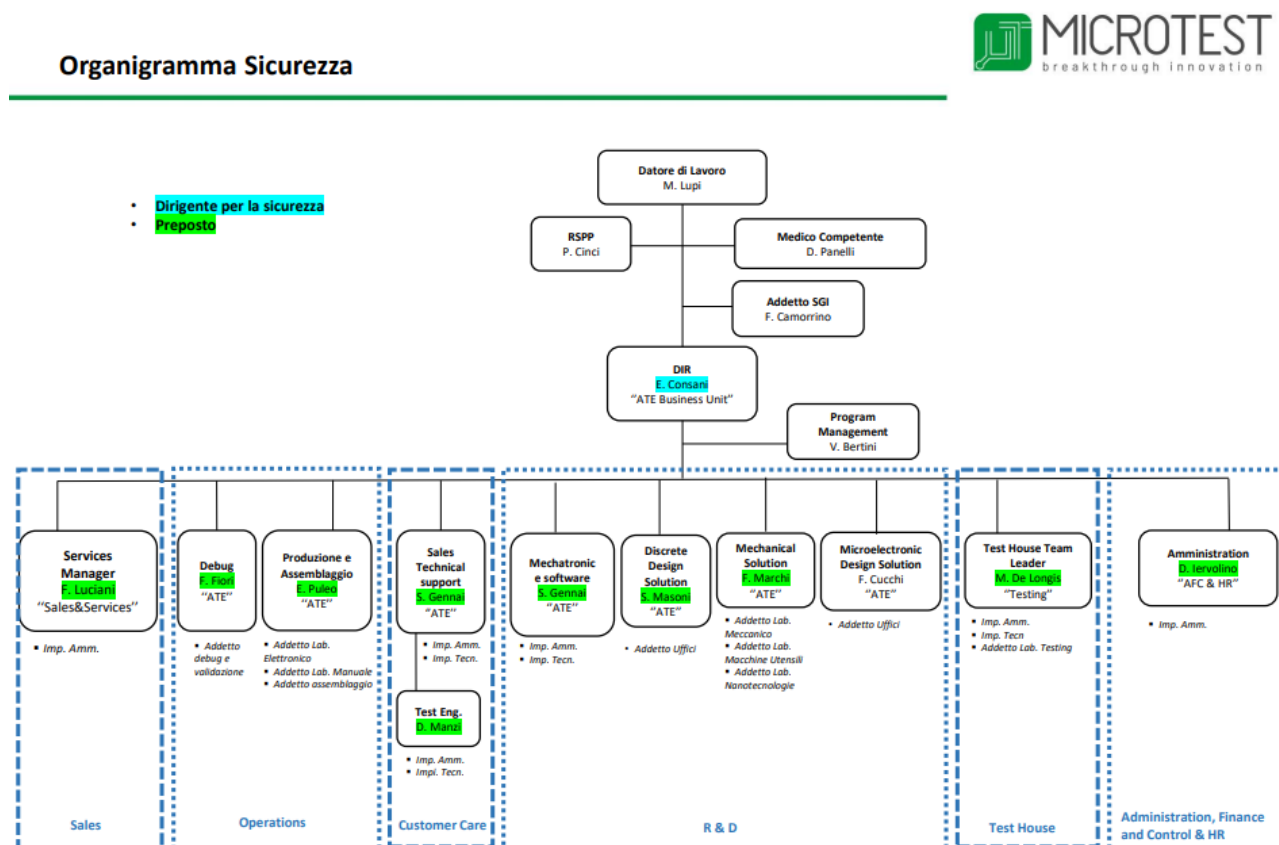 Organigramma Sicurezza
MICROTEST
breakthrough innovation
• Dirigente per la sicurezza
• Preposto
Datore di Lavoro
M. Lupi
RSPP
P. Cinci
Medico Competente
D. Panelli
Addetto SGI
F. Camorrino
DIR
E. Consani
“ATE Business Unit”
Program
Management
V. Bertini
Services
Manager
F. Luciani
“Sales&Services”
▪ Imp. Amm.
Debug
F. Fiori
“ATE”
▪ Addetto
debug e
validazione
Produzione e
Assemblaggio
E. Puleo
“ATE”
▪ Addetto Lab.
Elettronico
▪ Addetto Lab. Manuale
▪ Addetto assemblaggio
Sales
Technical
support
S. Gennai
“ATE”
▪ Imp. Amm.
▪ Imp. Tecn.
Test Eng.
D. Manzi
▪ Imp. Amm.
▪ Impi. Tecn.
Mechatronic
e software
S. Gennai
“ATE”
▪ Imp. Amm.
▪ Imp. Tecn.
Discrete
Design
Solution
S. Masoni
“ATE”
• Addetto Uffici
Mechanical
Solution
F. Marchi
“ATE”
▪ Addetto Lab.
Meccanico
▪ Addetto Lab.
Macchine Utensili
▪ Addetto Lab.
Nanotecnologie
Microelectronic
Design Solution
F. Cucchi
“ATE”
• Addetto Uffici
Test House Team
Leader
M. De Longis
“Testing”
▪ Imp. Amm.
▪ Imp. Tecn
▪ Addetto Lab. Testing
Amministration
D. Iervolino
“AFC & HR”
▪ Imp. Amm.
Sales
Operations
Customer Care
R & D
Test House
Administration, Finance
and Control & HR